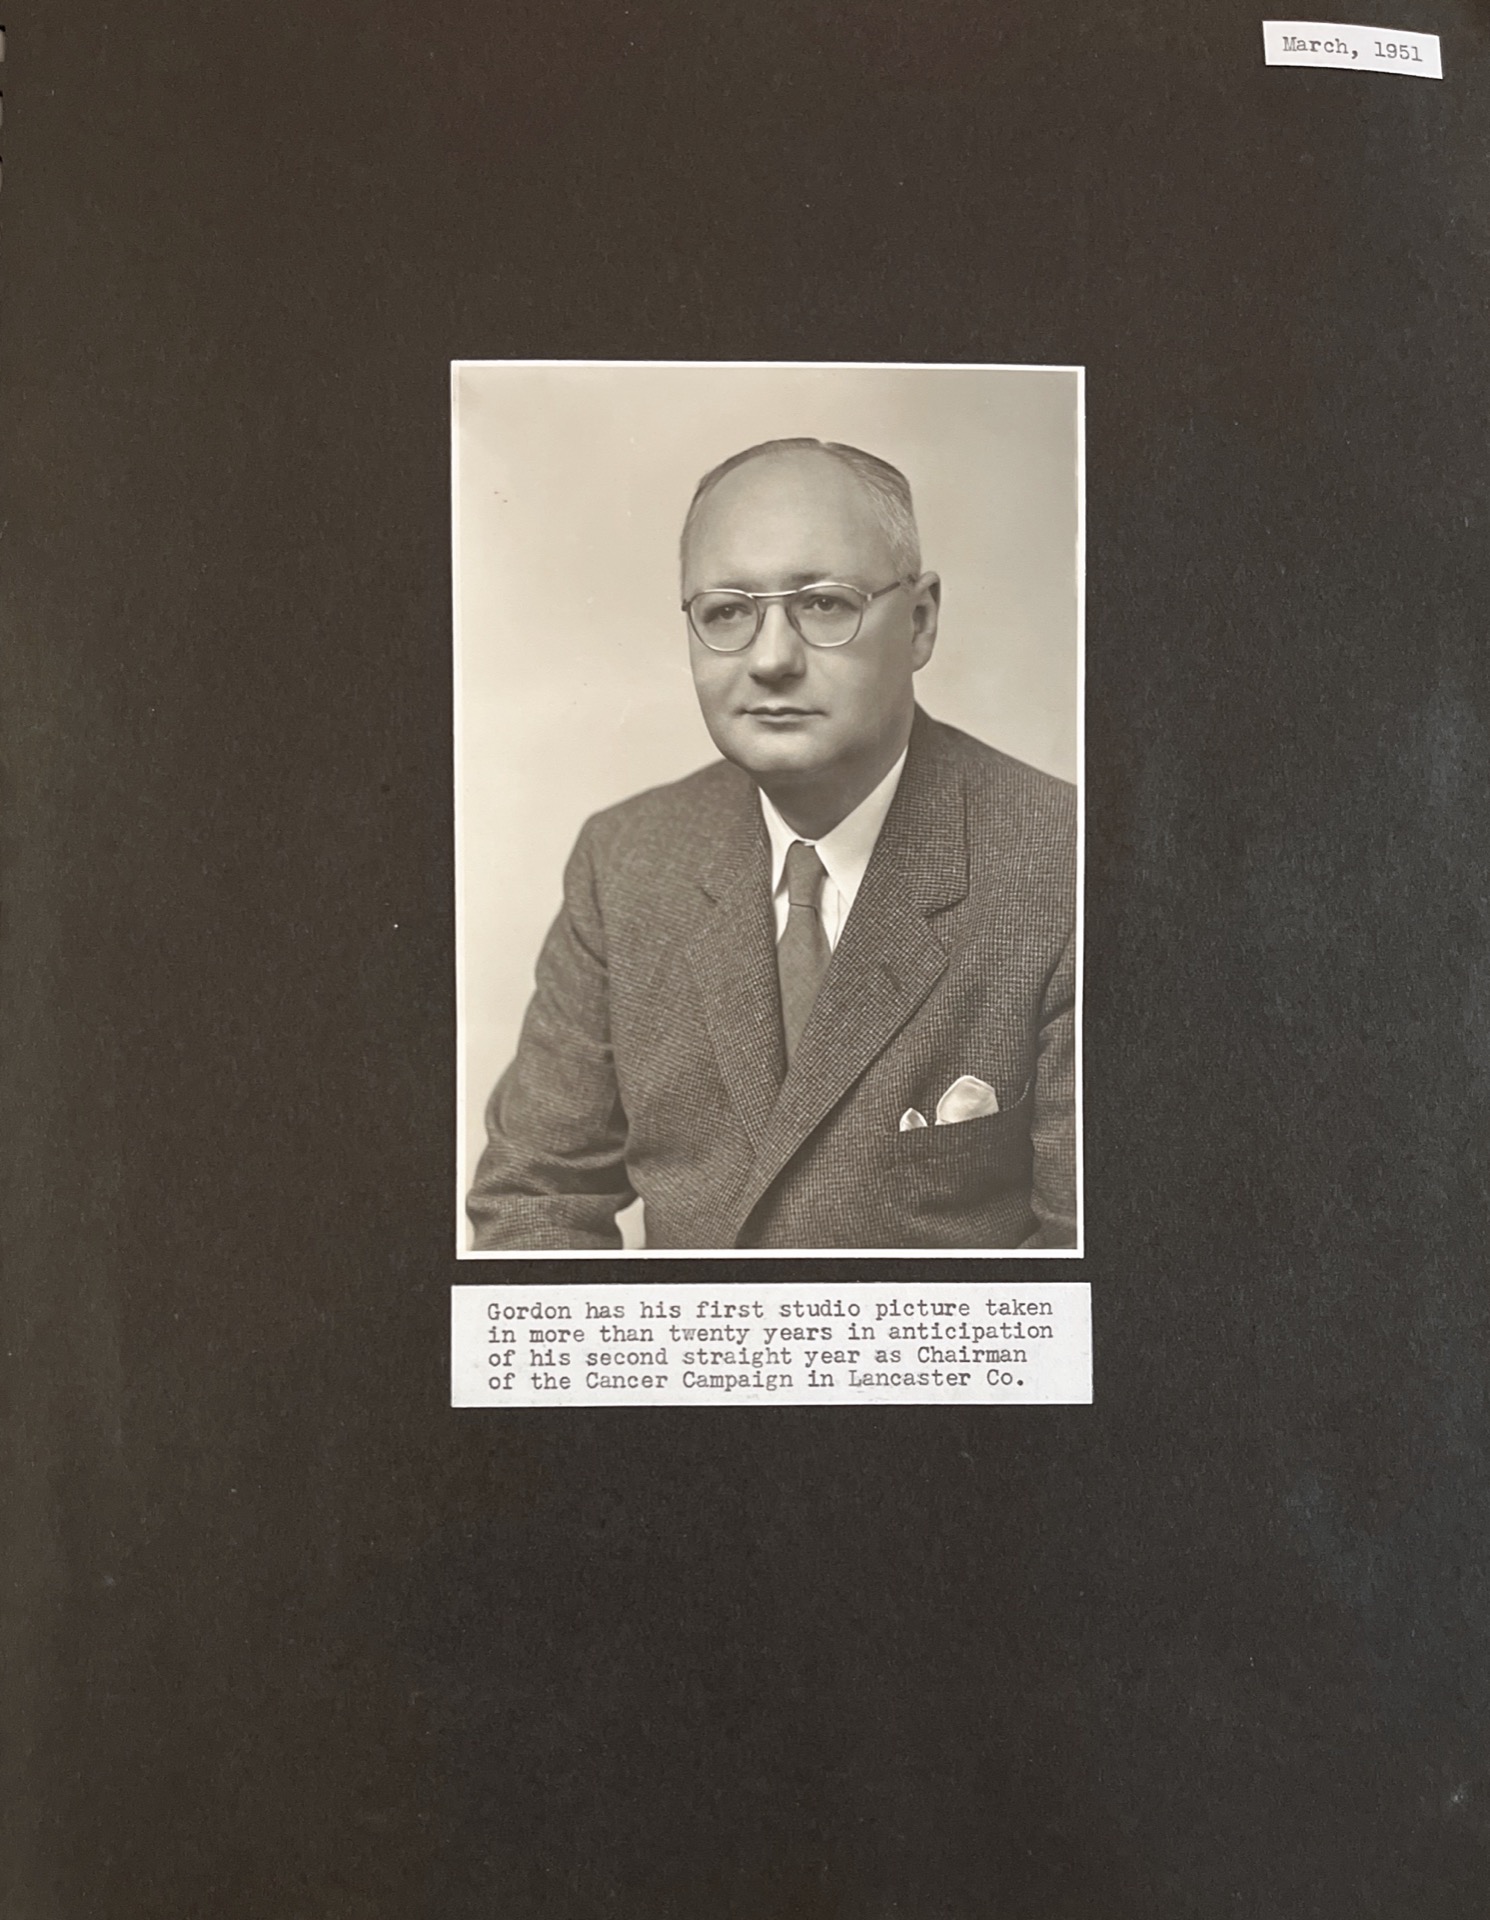 March, 1951
Gordon has his first studio picture taken
in more than twenty years in anticipation
of his second straight year as Chairman
of the Cancer Campaign in Lancaster Co.